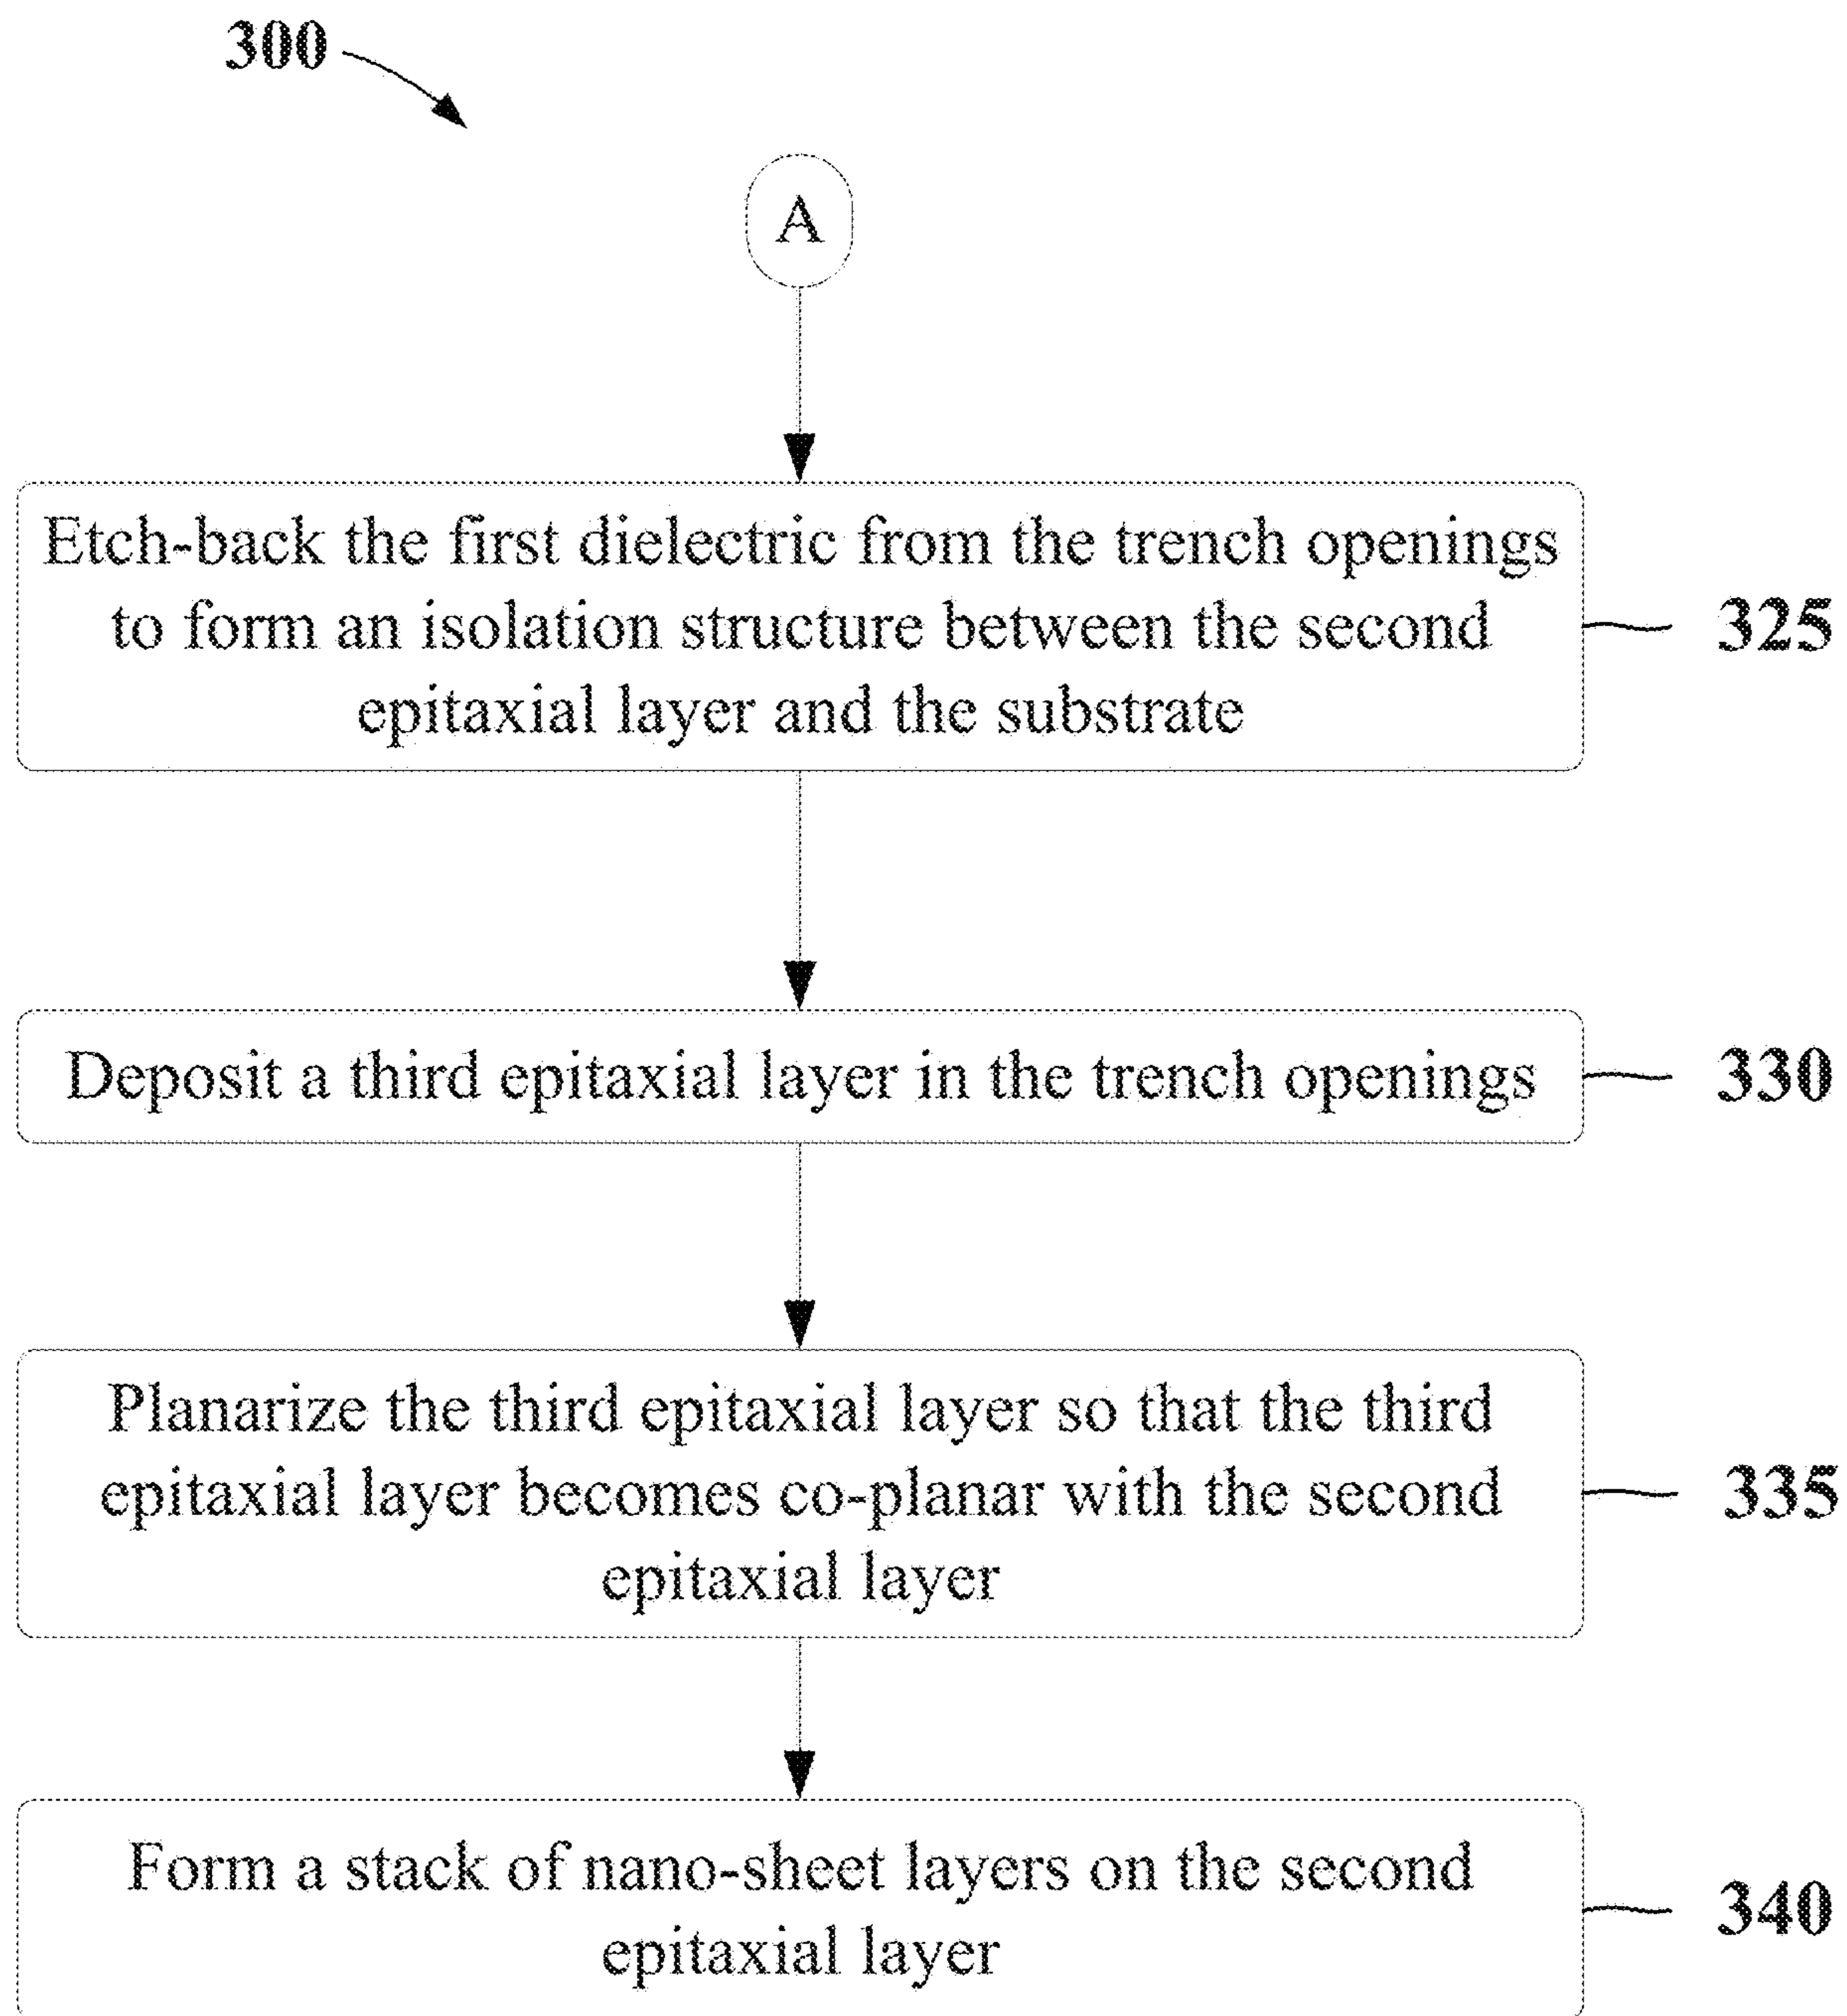 300
A
Etch-back the first dielectric from the trench openings
to form an isolation structure between the second
epitaxial layer and the substrate
325
Deposit a third epitaxial layer in the trench openings
330
Planarize the third epitaxial layer so that the third
epitaxial layer becomes co-planar with the second
epitaxial layer
335
Form a stack of nano-sheet layers on the second
epitaxial layer
340